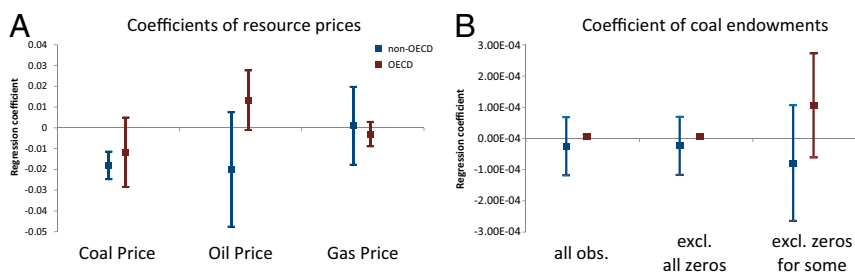 A
Coefficients of resource prices
non-OECD
OECD
Regression coefficient
0.04
0.03
0.02
0.01
0
-0.01
-0.02
-0.03
-0.04
-0.05
Coal Price
Oil Price
Gas Price
B
Coefficient of coal endowments
Regression coefficient
3.00E-04
2.00E-04
1.00E-04
0.00E+00
-1.00E-04
-2.00E-04
-3.00E-04
all obs.
excl.
all zeros
excl. zeros
for some